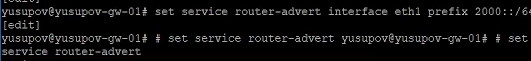 [edit]
yusupov@yusupov-gw-01# set service router-advert interface eth1 prefix 2000::/64
[edit]
yusupov@yusupov-gw-01# # set service router-advert yusupov@yusupov-gw-01# # set
service router-advert